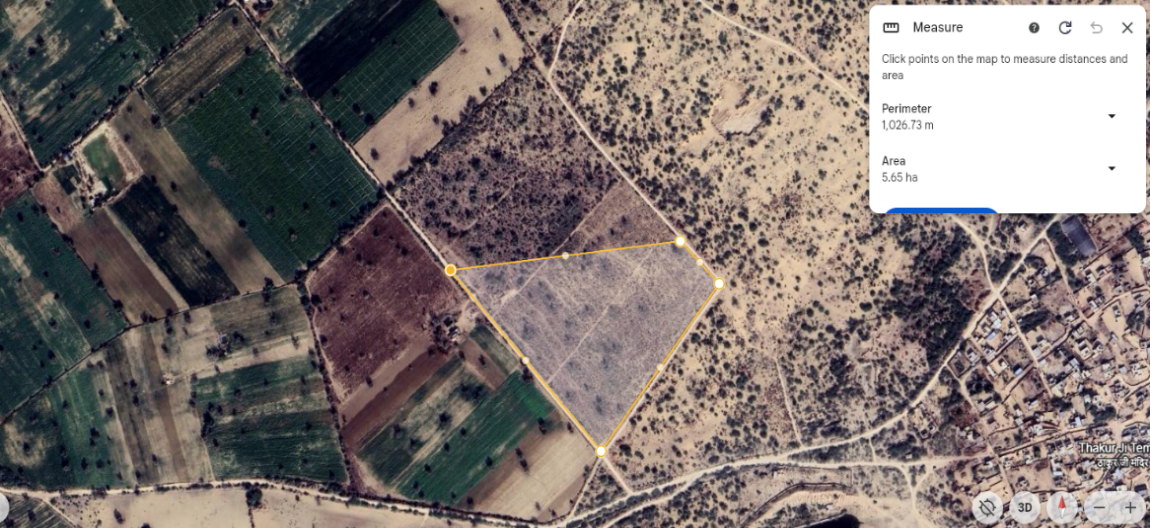 Measure
Click points on the map to measure distances and
area
Perimeter
1,026.73 m
Area
5.65 ha
Thakur Ji Tem
ठाकुर जी मंदिर
3D